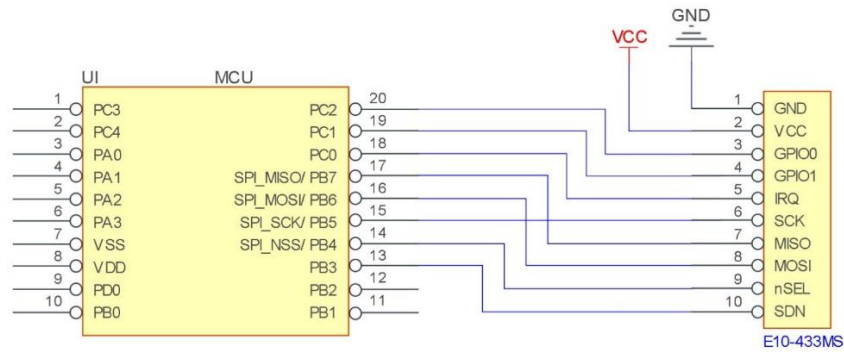 GND
VCC
UI MCU
1 PC3 PC2 20
2 PC4 PC1 19
3 PA0 PC0 18
4 PA1 SPI_MISO/ PB7 17
5 PA2 SPI_MOSI/ PB6 16
6 PA3 SPI_SCK/ PB5 15
7 VSS SPI_NSS/ PB4 14
8 VDD PB3 13
9 PD0 PB2 12
10 PB0 PB1 11
1 GND
2 VCC
3 GPIO0
4 GPIO1
5 IRQ
6 SCK
7 MISO
8 MOSI
9 nSEL
10 SDN
E10-433MS